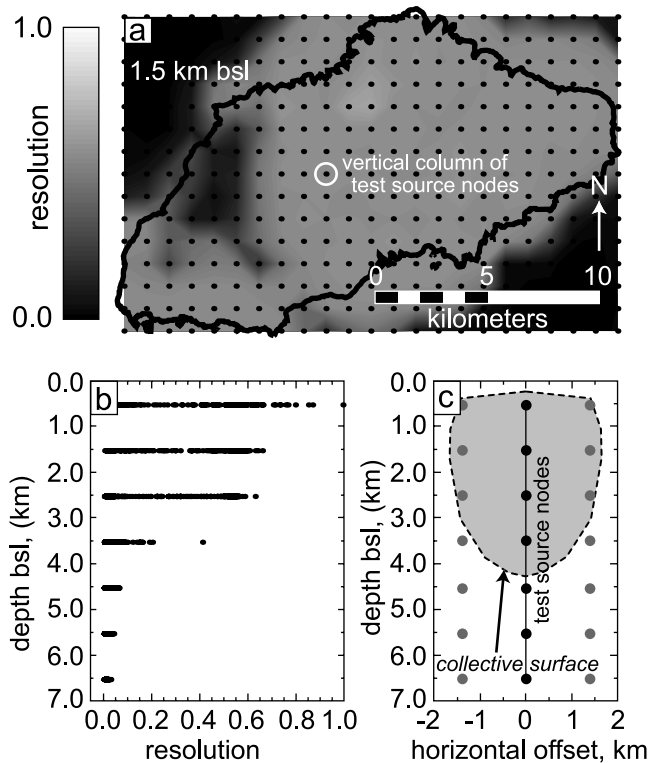 1.0
resolution
0.0
a
1.5 km bsl
vertical column of
test source nodes
N
0 5 10
kilometers
b
depth bsl, (km)
0.0
1.0
2.0
3.0
4.0
5.0
6.0
7.0
0.0 0.2 0.4 0.6 0.8 1.0
resolution
c
depth bsl, (km)
0.0
1.0
2.0
3.0
4.0
5.0
6.0
7.0
test source nodes
collective surface
-2 -1 0 1 2
horizontal offset, km